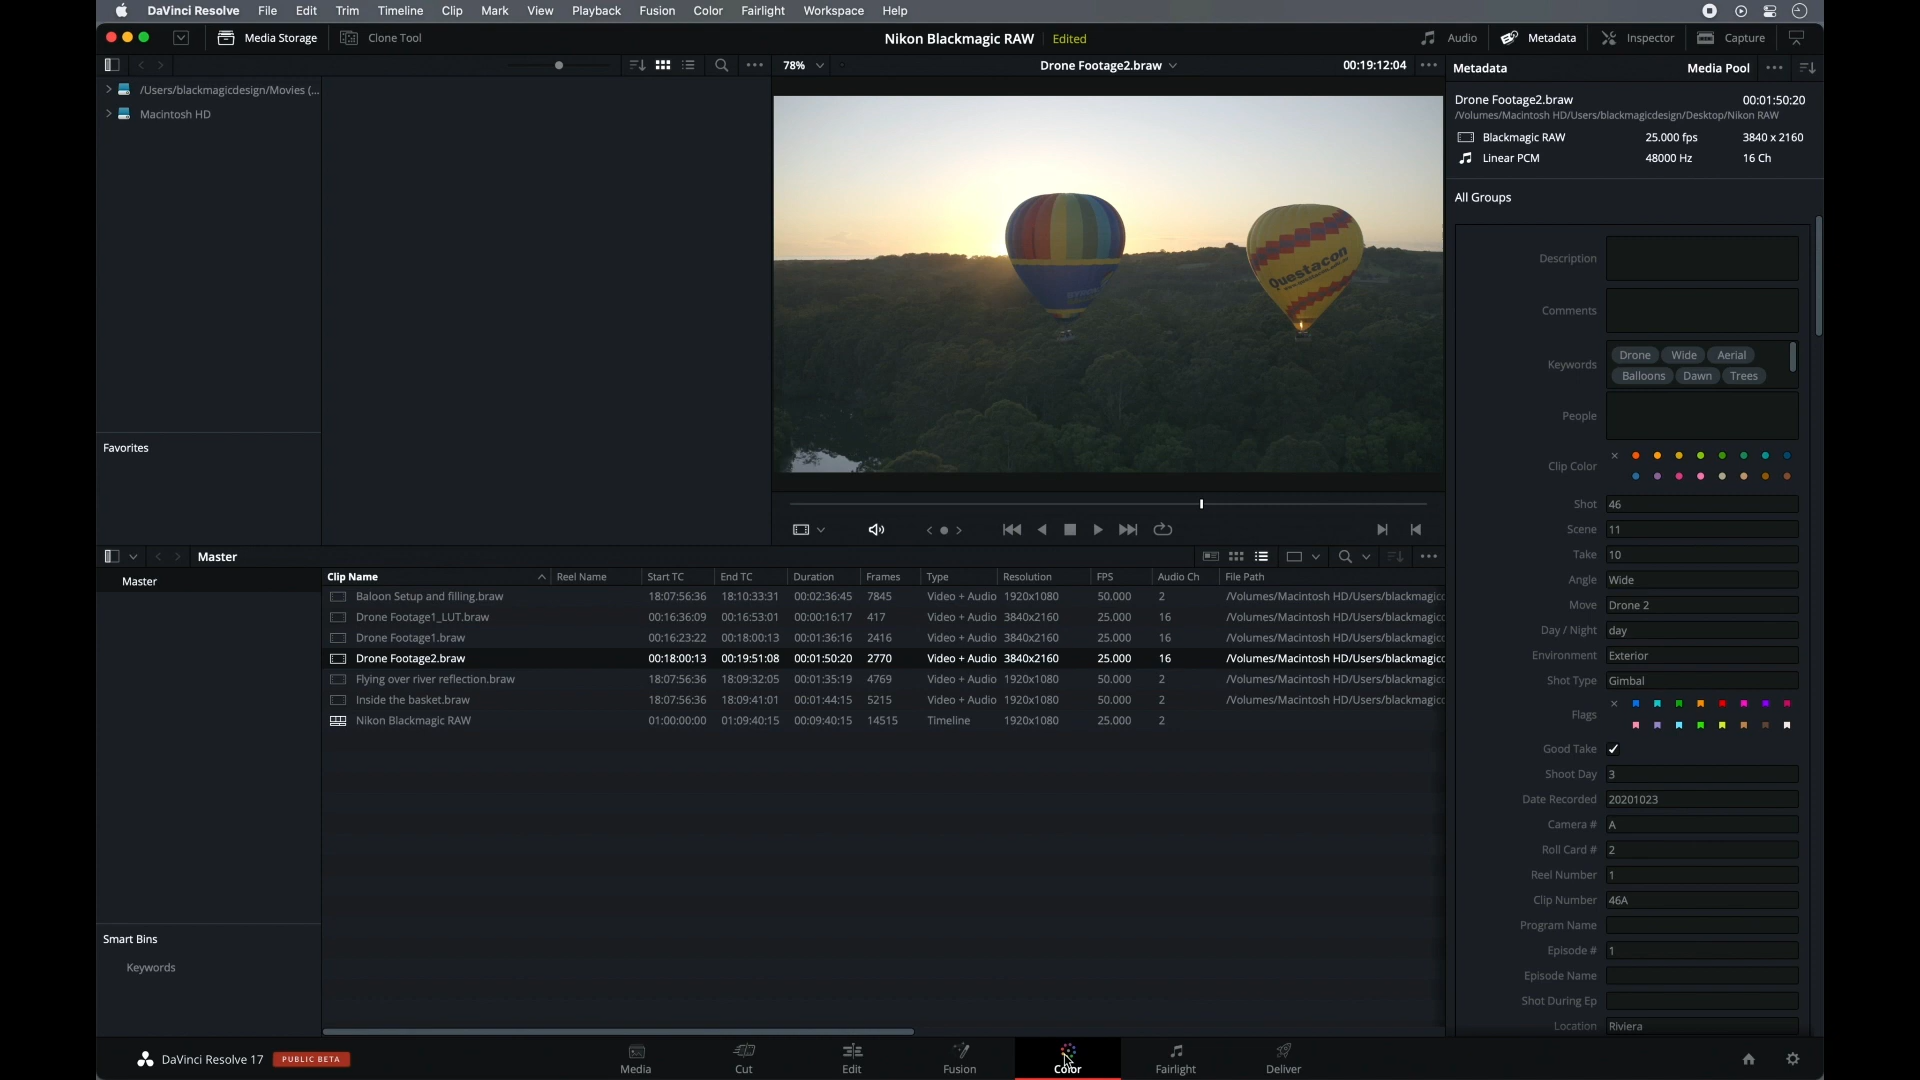 DaVinci Resolve File Edit Trim Timeline Clip Mark View Playback Fusion Color Fairlight Workspace Help
Media Storage Clone Tool Nikon Blackmagic RAW Edited Audio Metadata Inspector Capture
78% Drone Footage2.braw 00:19:12:04 Metadata Media Pool
/Users/blackmagicdesign/Movies (...
Macintosh HD
Favorites
Questacon
Drone Footage2.braw 00:01:50:20
/Volumes/Macintosh HD/Users/blackmagicdesign/Desktop/Nikon RAW
Blackmagic RAW 25.000 fps 3840 x 2160
Linear PCM 48000 Hz 16 Ch
All Groups
Description
Comments
Keywords Drone Wide Aerial
Balloons Dawn Trees
People
Clip Color
Shot 46
Scene 11
Take 10
Angle Wide
Move Drone 2
Day / Night day
Environment Exterior
Shot Type Gimbal
Flags
Good Take
Shoot Day 3
Date Recorded 20201023
Camera # A
Roll Card # 2
Reel Number 1
Clip Number 46A
Program Name
Episode # 1
Episode Name
Shot During Ep
Location Riviera
Master
Master
Clip Name Reel Name Start TC End TC Duration Frames Type Resolution FPS Audio Ch File Path
Baloon Setup and filling.braw 18:07:56:36 18:10:33:31 00:02:36:45 7845 Video + Audio 1920x1080 50.000 2 /Volumes/Macintosh HD/Users/blackmagicc
Drone Footage1_LUT.braw 00:16:36:09 00:16:53:01 00:00:16:17 417 Video + Audio 3840x2160 25.000 16 /Volumes/Macintosh HD/Users/blackmagicc
Drone Footage1.braw 00:16:23:22 00:18:00:13 00:01:36:16 2416 Video + Audio 3840x2160 25.000 16 /Volumes/Macintosh HD/Users/blackmagicc
Drone Footage2.braw 00:18:00:13 00:19:51:08 00:01:50:20 2770 Video + Audio 3840x2160 25.000 16 /Volumes/Macintosh HD/Users/blackmagicc
Flying over river reflection.braw 18:07:56:36 18:09:32:05 00:01:35:19 4769 Video + Audio 1920x1080 50.000 2 /Volumes/Macintosh HD/Users/blackmagicc
Inside the basket.braw 18:07:56:36 18:09:41:01 00:01:44:15 5215 Video + Audio 1920x1080 50.000 2 /Volumes/Macintosh HD/Users/blackmagicc
Nikon Blackmagic RAW 01:00:00:00 01:09:40:15 00:09:40:15 14515 Timeline 1920x1080 25.000 2
Smart Bins
Keywords
DaVinci Resolve 17 PUBLIC BETA Media Cut Edit Fusion Color Fairlight Deliver